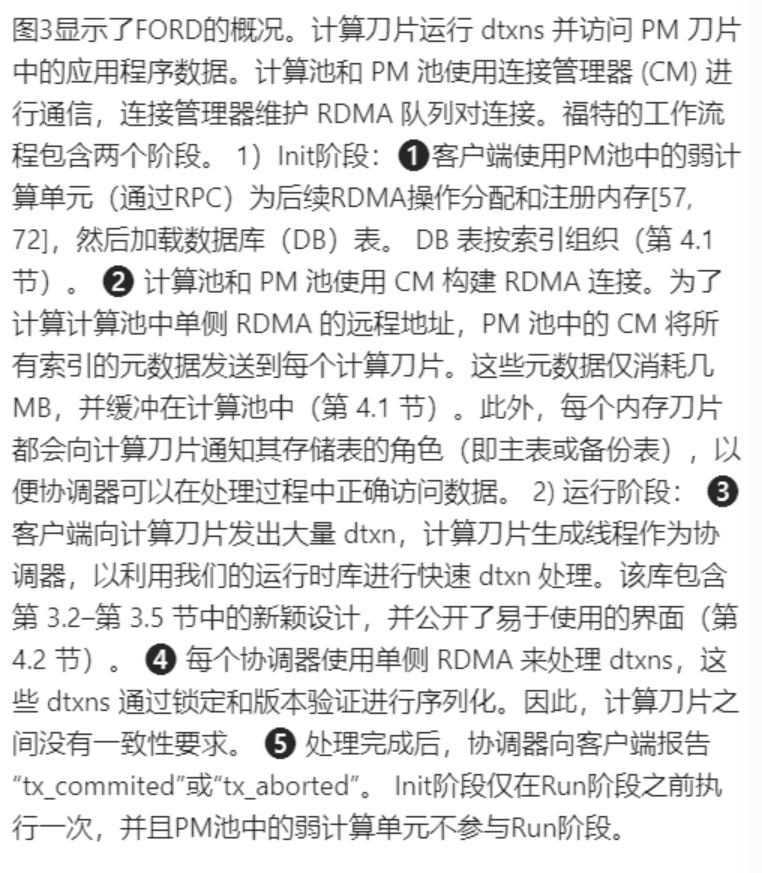 图3显示了FORD的概况。计算刀片运行 dtxns 并访问 PM 刀片
中的应用程序数据。计算池和 PM 池使用连接管理器 (CM) 进
行通信，连接管理器维护 RDMA 队列对连接。福特的工作流
程包含两个阶段。 1）Init阶段：❶客户端使用PM池中的弱计
算单元（通过RPC）为后续RDMA操作分配和注册内存[57,
72]，然后加载数据库（DB）表。 DB 表按索引组织（第 4.1
节）。 ❷ 计算池和 PM 池使用 CM 构建 RDMA 连接。为了
计算计算池中单侧 RDMA 的远程地址，PM 池中的 CM 将所
有索引的元数据发送到每个计算刀片。这些元数据仅消耗几
MB，并缓冲在计算池中（第 4.1 节）。此外，每个内存刀片
都会向计算刀片通知其存储表的角色（即主表或备份表），以
便协调器可以在处理过程中正确访问数据。 2) 运行阶段： ❸
客户端向计算刀片发出大量 dtxn，计算刀片生成线程作为协
调器，以利用我们的运行时库进行快速 dtxn 处理。该库包含
第 3.2–第 3.5 节中的新颖设计，并公开了易于使用的界面（第
4.2 节）。 ❹ 每个协调器使用单侧 RDMA 来处理 dtxns，这
些 dtxns 通过锁定和版本验证进行序列化。因此，计算刀片之
间没有一致性要求。 ❺ 处理完成后，协调器向客户端报告
“tx_commited”或“tx_aborted”。 Init阶段仅在Run阶段之前执
行一次，并且PM池中的弱计算单元不参与Run阶段。